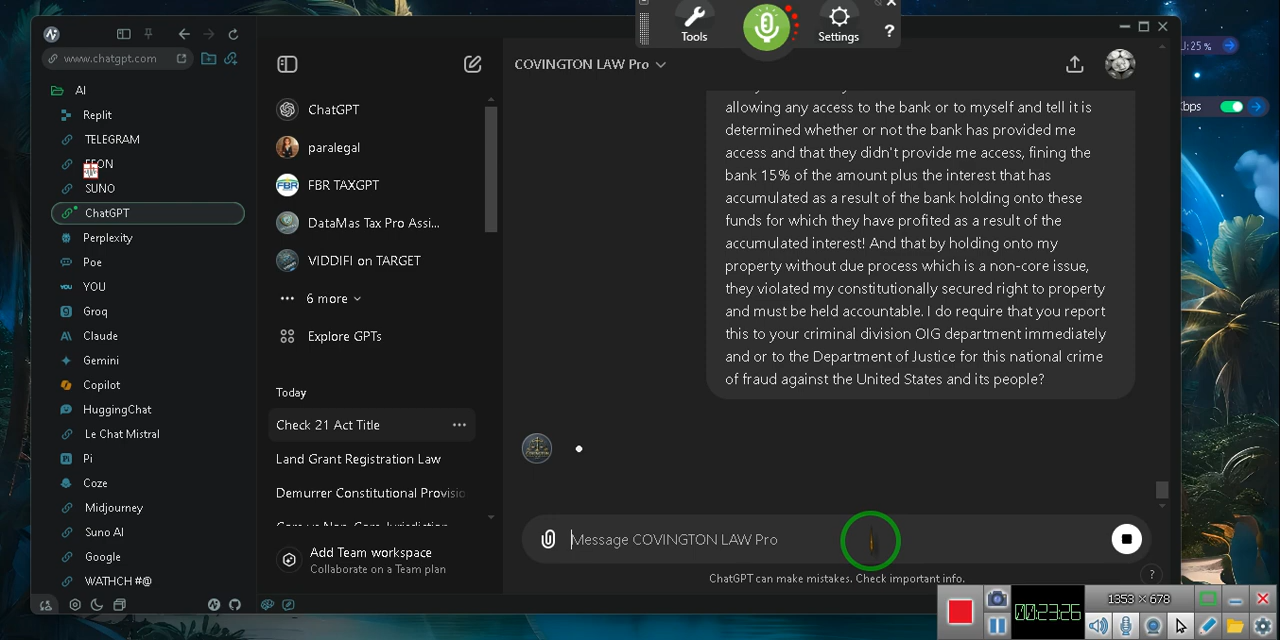 Tools
Settings
?
www.chatgpt.com
AI
Replit
TELEGRAM
SUNO
ChatGPT
Perplexity
Poe
YOU
Groq
Claude
Gemini
Copilot
HuggingChat
Le Chat Mistral
Pi
Coze
Midjourney
Suno AI
Google
WATHCH #@
ChatGPT
paralegal
FBR TAXGPT
DataMas Tax Pro Assi...
VIDDIFI on TARGET
6 more
Explore GPTs
Today
Check 21 Act Title
Land Grant Registration Law
Demurrer Constitutional Provisio
Add Team workspace
Collaborate on a Team plan
COVINGTON LAW Pro
allowing any access to the bank or to myself and tell it is
determined whether or not the bank has provided me
access and that they didn't provide me access, fining the
bank 15% of the amount plus the interest that has
accumulated as a result of the bank holding onto these
funds for which they have profited as a result of the
accumulated interest! And that by holding onto my
property without due process which is a non-core issue,
they violated my constitutionally secured right to property
and must be held accountable. I do require that you report
this to your criminal division OIG department immediately
and or to the Department of Justice for this national crime
of fraud against the United States and its people?
Message COVINGTON LAW Pro
ChatGPT can make mistakes. Check important info.
?
J: 25 %
bps
1353 × 678
00:23:26